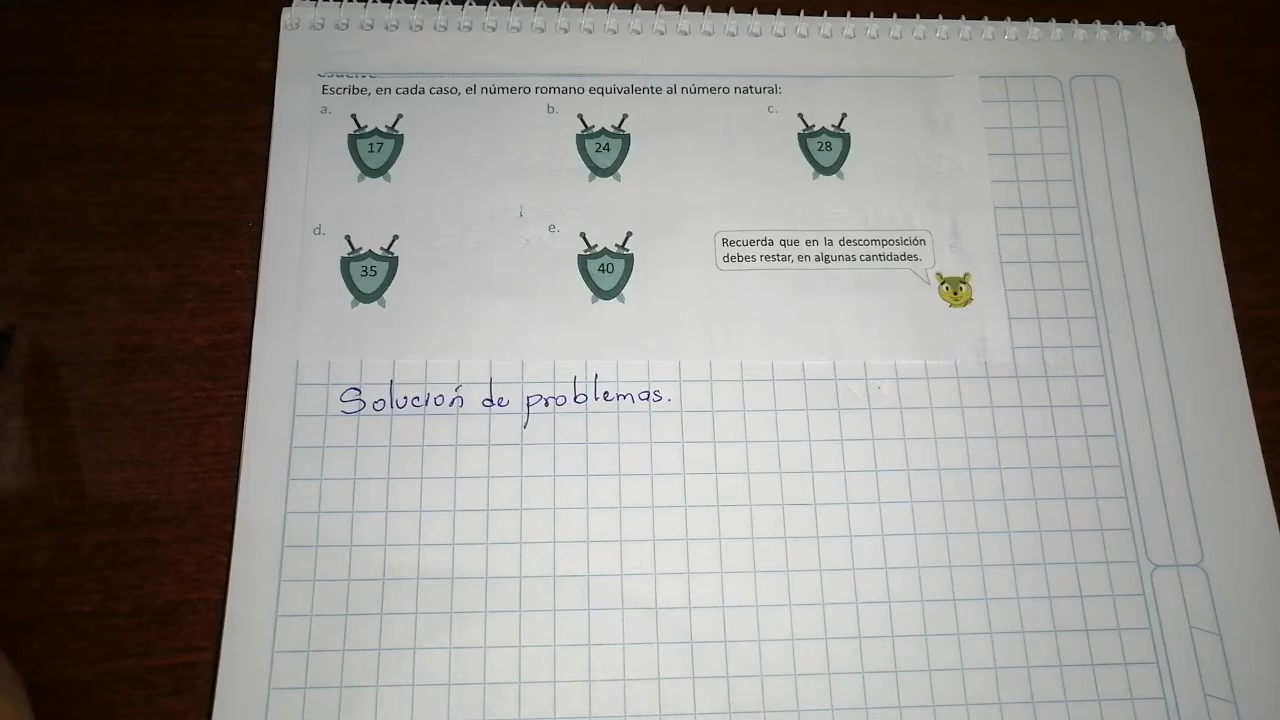 Escribe, en cada caso, el número romano equivalente al número natural:
a. 17
b. 24
c. 28
d. 35
e. 40
Recuerda que en la descomposición
debes restar, en algunas cantidades.
Solución de problemas.